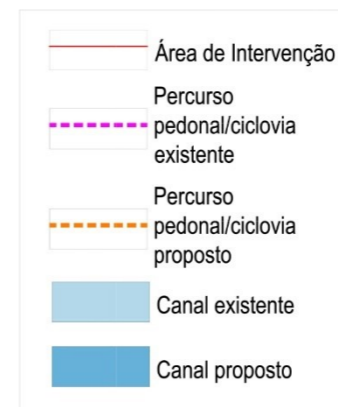 Área de Intervenção
Percurso
pedonal/ciclovia
existente
Percurso
pedonal/ciclovia
proposto
Canal existente
Canal proposto